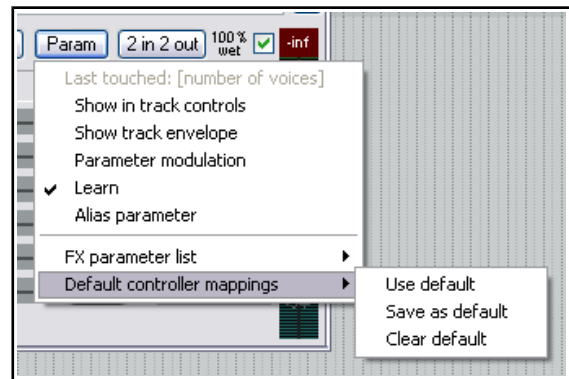 Param 2 in 2 out 100 % wet -inf
Last touched: [number of voices]
Show in track controls
Show track envelope
Parameter modulation
Learn
Alias parameter
FX parameter list
Default controller mappings
Use default
Save as default
Clear default